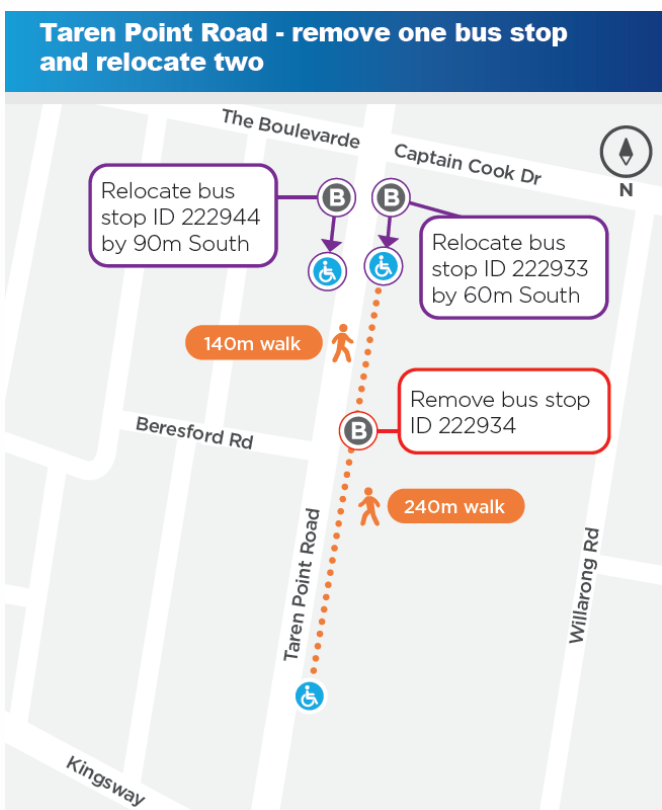 Taren Point Road - remove one bus stop
and relocate two
The Boulevarde
Captain Cook Dr
N
B
B
Relocate bus
stop ID 222944
by 90m South
Relocate bus
stop ID 222933
by 60m South
140m walk
Remove bus stop
ID 222934
B
Beresford Rd
240m walk
Taren Point Road
Willarong Rd
Kingsway